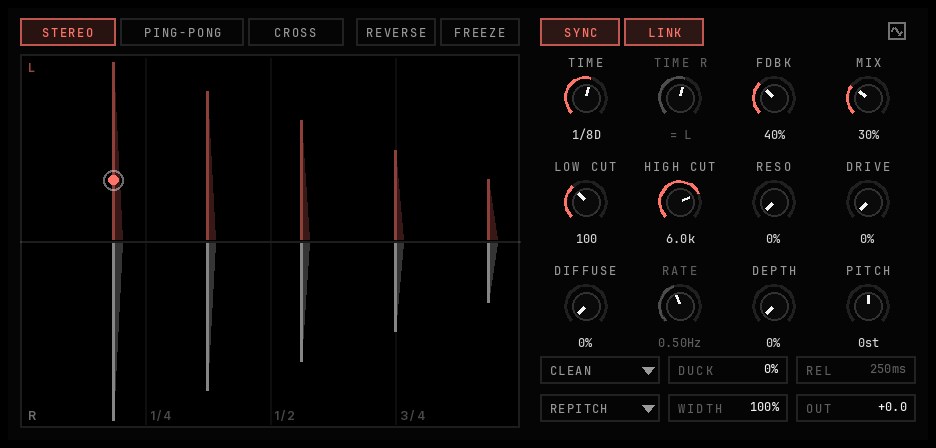 STEREO PING-PONG CROSS REVERSE FREEZE SYNC LINK
L
TIME TIME R FDBK MIX
1/8D = L 40% 30%
LOW CUT HIGH CUT RESO DRIVE
100 6.0k 0% 0%
DIFFUSE RATE DEPTH PITCH
0% 0.50Hz 0% 0st
CLEAN DUCK 0% REL 250ms
REPITCH WIDTH 100% OUT +0.0
R 1/4 1/2 3/4